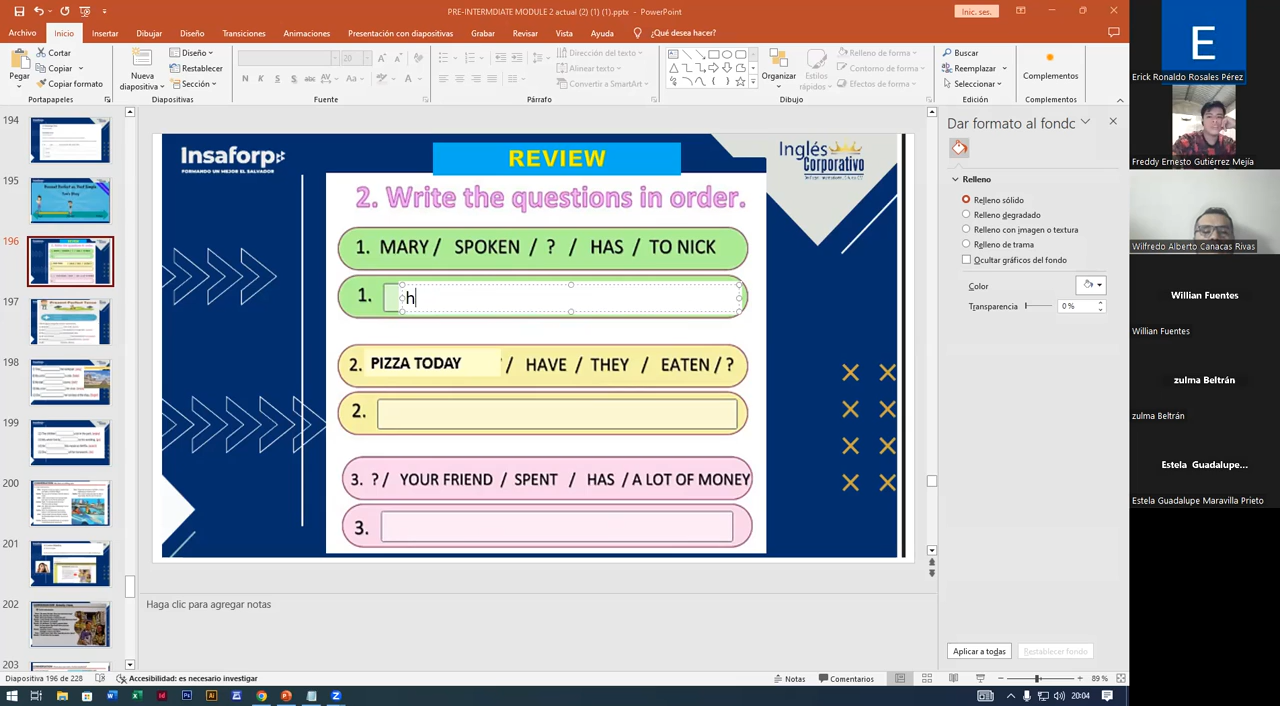 PRE-INTERMDIATE MODULE 2 actual (2) (1) (1).pptx - PowerPoint
Inic. ses.
Archivo Inicio Insertar Dibujar Diseño Transiciones Animaciones Presentación con diapositivas Grabar Revisar Vista Ayuda ¿Qué desea hacer?
Pegar
Cortar
Copiar
Copiar formato
Portapapeles
Nueva diapositiva
Diseño
Restablecer
Sección
Diapositivas
20
N K S S abc AV Aa A
Fuente
Dirección del texto
Alinear texto
Convertir a SmartArt
Párrafo
Organizar
Estilos rápidos
Relleno de forma
Contorno de forma
Efectos de forma
Dibujo
Buscar
Reemplazar
Seleccionar
Edición
Complementos
Complementos
194
195
196
197
198
199
200
201
202
203
Insaforp
FORMANDO UN MEJOR EL SALVADOR
REVIEW
Inglés
Corporativo
2. Write the questions in order.
1. MARY / SPOKEN / ? / HAS / TO NICK
1. h
2. PIZZA TODAY / HAVE / THEY / EATEN / ?
2.
3. ? / YOUR FRIEND / SPENT / HAS / A LOT OF MONEY
3.
Haga clic para agregar notas
Dar formato al fondo
Relleno
Relleno sólido
Relleno degradado
Relleno con imagen o textura
Relleno de trama
Ocultar gráficos del fondo
Color
Transparencia 0 %
Aplicar a todas Restablecer fondo
E
Erick Ronaldo Rosales Pérez
Freddy Ernesto Gutiérrez Mejía
Wilfredo Alberto Canacas Rivas
Willian Fuentes
Willian Fuentes
zulma Beltrán
zulma Beltrán
Estela Guadalupe...
Estela Guadalupe Maravilla Prieto
Diapositiva 196 de 228 Accesibilidad: es necesario investigar Notas Comentarios 89 %
20:04